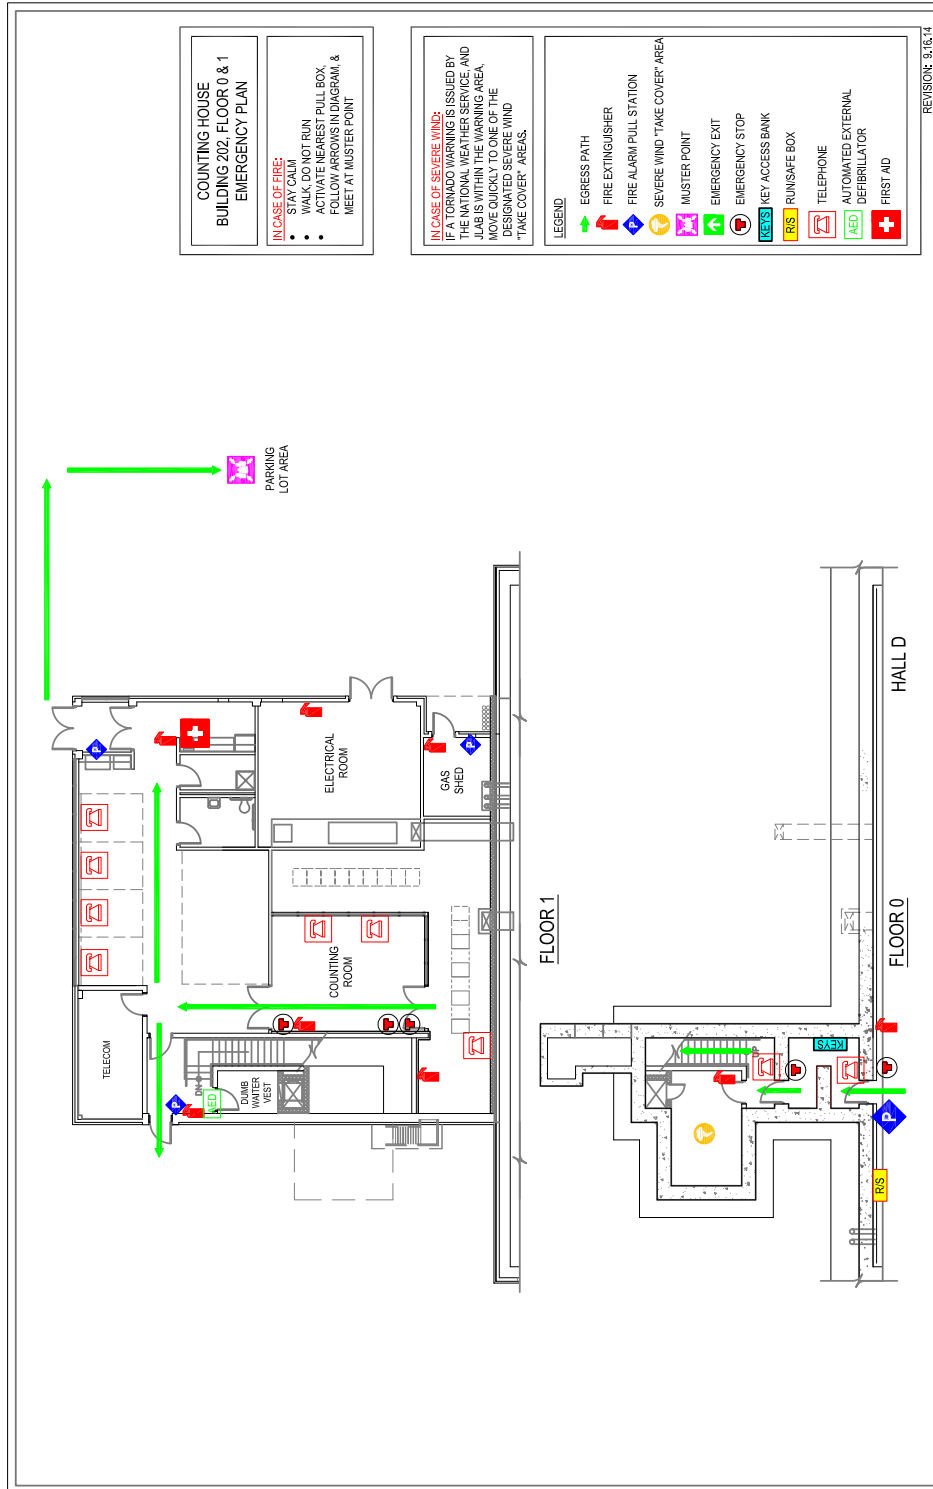 COUNTING HOUSE
BUILDING 202, FLOOR 0 & 1
EMERGENCY PLAN
IN CASE OF FIRE:
• STAY CALM
• WALK, DO NOT RUN
• ACTIVATE NEAREST PULL BOX,
FOLLOW ARROWS IN DIAGRAM, &
MEET AT MUSTER POINT
IN CASE OF SEVERE WIND:
IF A TORNADO WARNING IS ISSUED BY
THE NATIONAL WEATHER SERVICE, AND
JLAB IS WITHIN THE WARNING AREA,
MOVE QUICKLY TO ONE OF THE
DESIGNATED SEVERE WIND
"TAKE COVER" AREAS.
LEGEND
EGRESS PATH
FIRE EXTINGUISHER
P FIRE ALARM PULL STATION
SEVERE WIND "TAKE COVER" AREA
MUSTER POINT
EMERGENCY EXIT
EMERGENCY STOP
KEYS KEY ACCESS BANK
R/S RUN/SAFE BOX
TELEPHONE
AED AUTOMATED EXTERNAL
DEFIBRILLATOR
FIRST AID
REVISION: 9.16.14
PARKING
LOT AREA
P
TELECOM
P
AED
DN
DUMB
WAITER
VEST
COUNTING
ROOM
ELECTRICAL
ROOM
GAS
SHED
P
FLOOR 1
UP
KEYS
P
R/S
FLOOR 0
HALL D